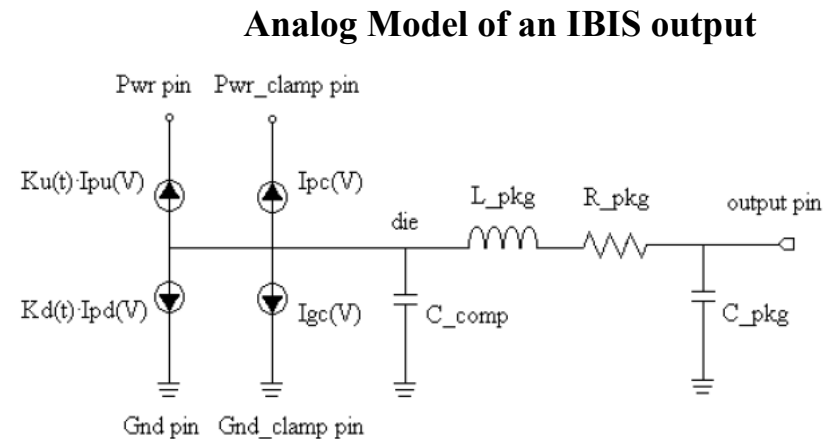 Analog Model of an IBIS output
Pwr pin Pwr_clamp pin
Ku(t)·Ipu(V) Ipc(V)
L_pkg R_pkg output pin
die
Kd(t)·Ipd(V) Igc(V) C_comp C_pkg
Gnd pin Gnd_clamp pin